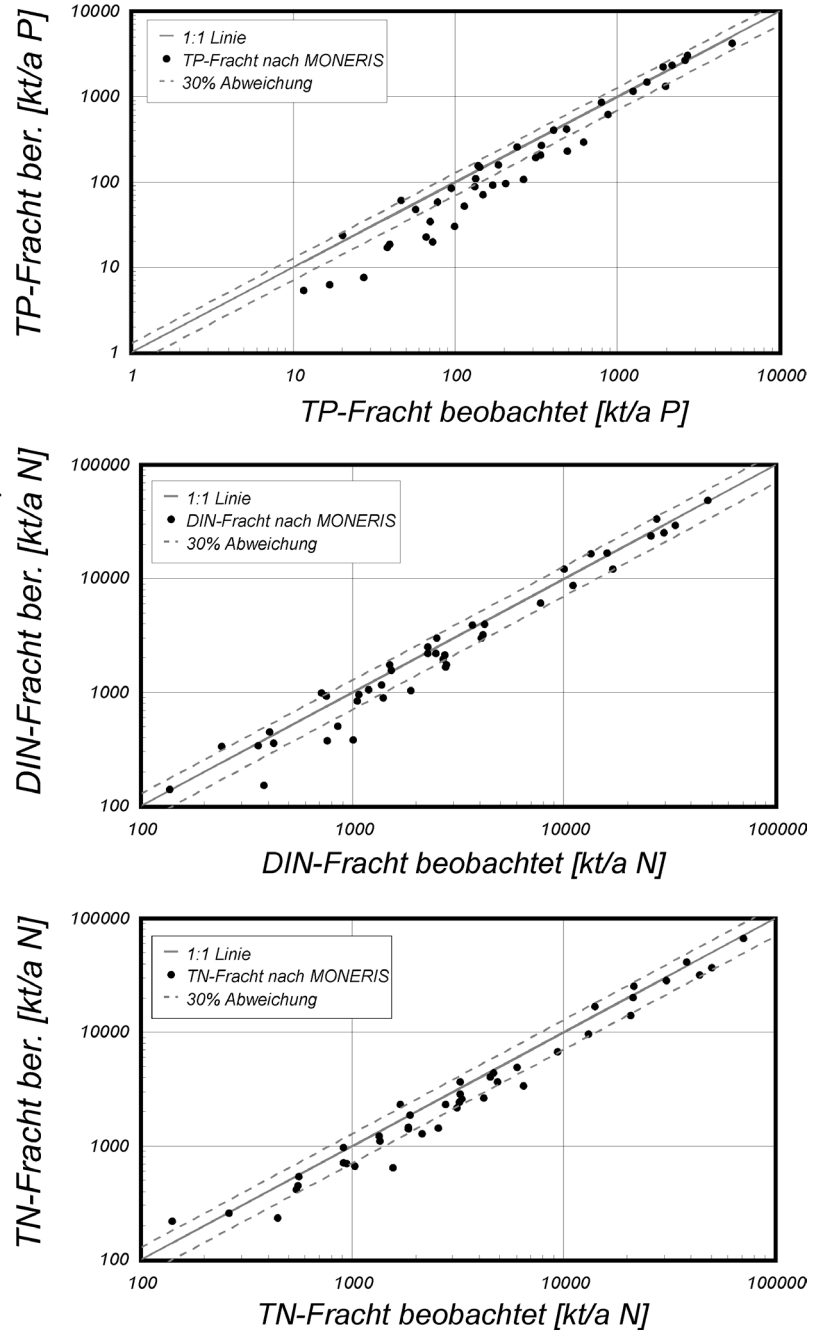 TP-Fracht ber. [kt/a P]
10000
1000
100
10
1
1:1 Linie
TP-Fracht nach MONERIS
30% Abweichung
1 10 100 1000 10000
TP-Fracht beobachtet [kt/a P]
DIN-Fracht ber. [kt/a N]
100000
10000
1000
100
1:1 Linie
DIN-Fracht nach MONERIS
30% Abweichung
100 1000 10000 100000
DIN-Fracht beobachtet [kt/a N]
TN-Fracht ber. [kt/a N]
100000
10000
1000
100
1:1 Linie
TN-Fracht nach MONERIS
30% Abweichung
100 1000 10000 100000
TN-Fracht beobachtet [kt/a N]